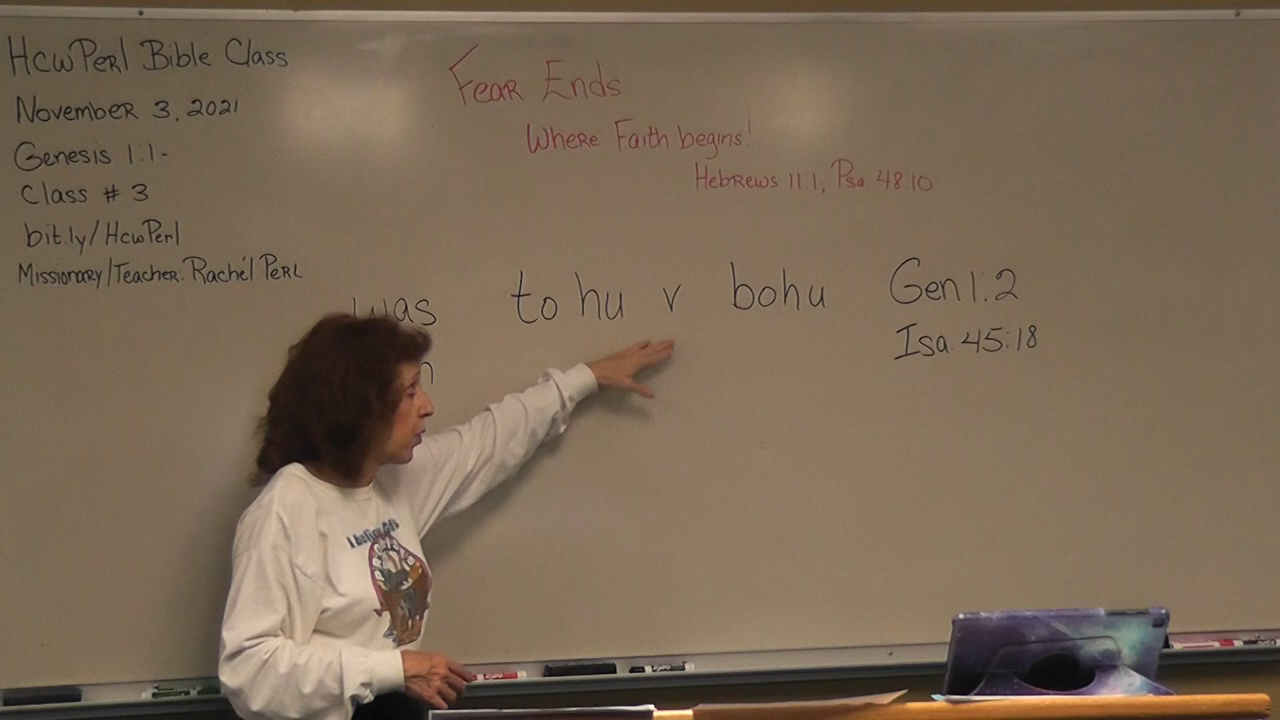 HcwPerl Bible Class
November 3, 2021
Genesis 1:1-
Class # 3
bit.ly/HcwPerl
Missionary/Teacher: Rachél Perl
Fear Ends
Where Faith begins!
Hebrews 11:1, Psa 48:10
was to hu v bohu Gen 1:2
Isa 45:18
EXPO
EXPO